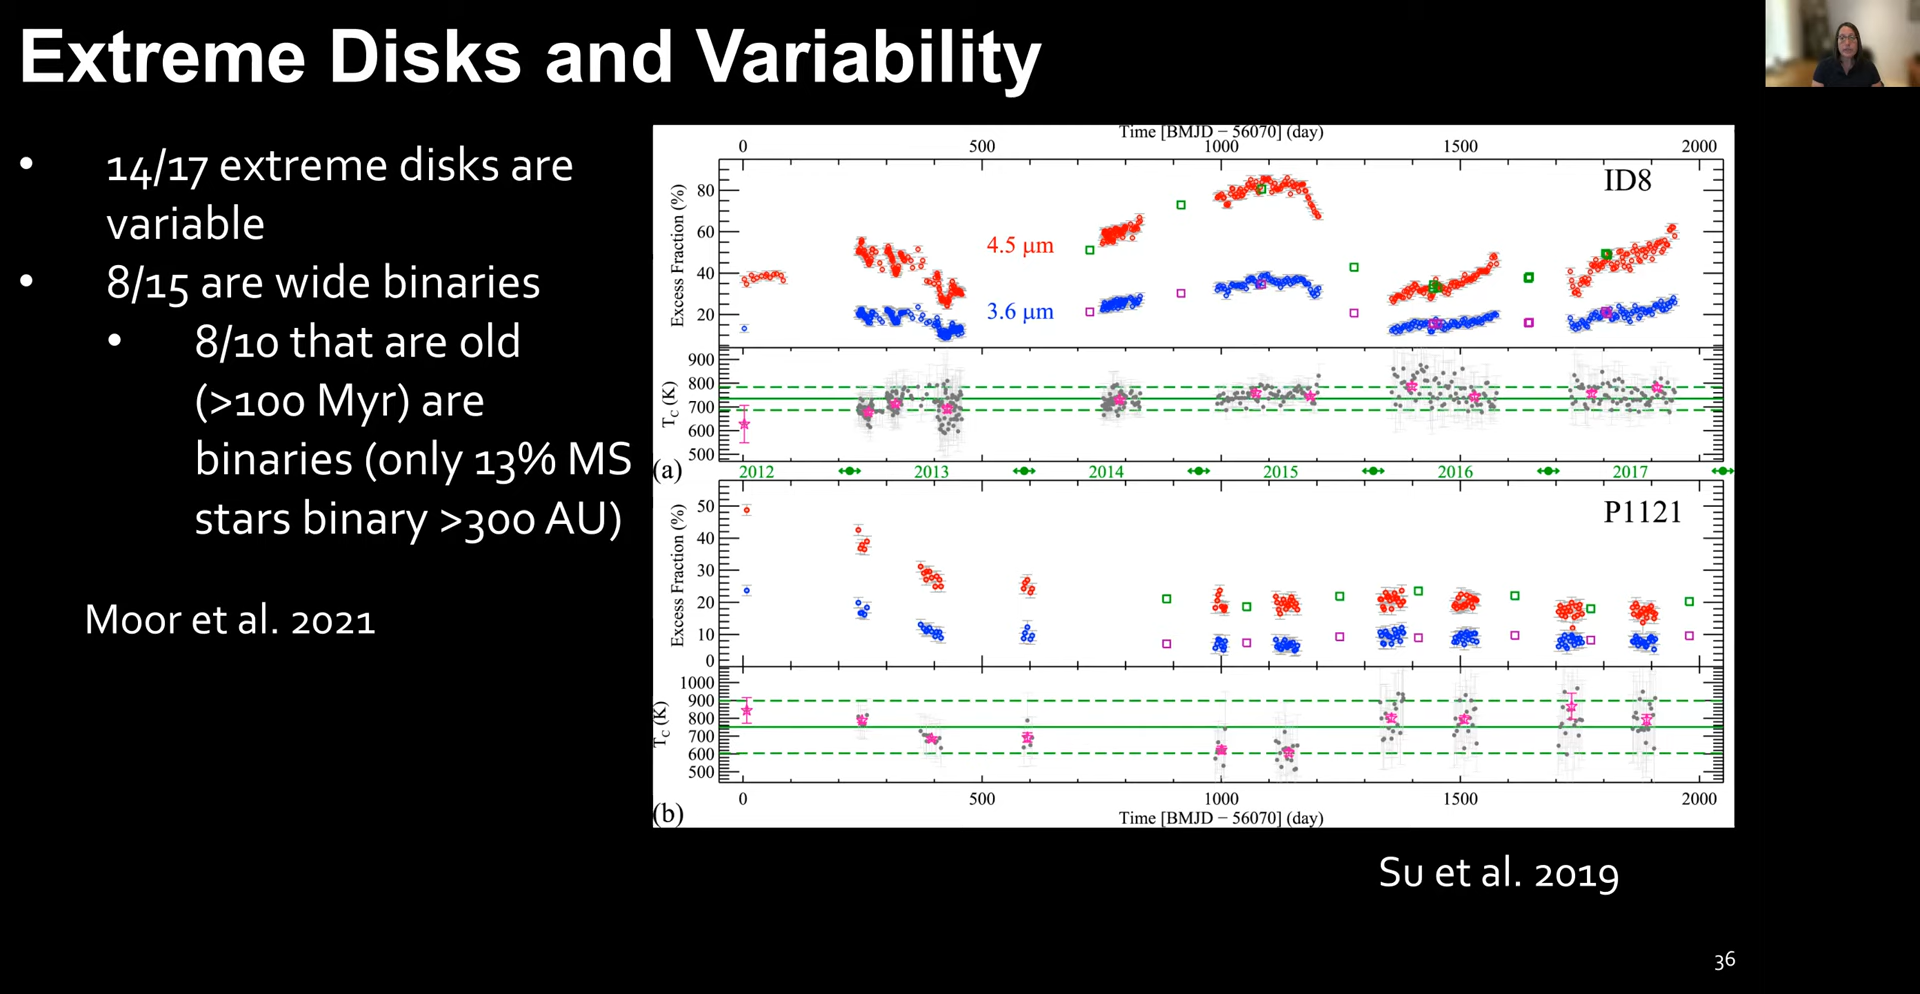 Extreme Disks and Variability
• 14/17 extreme disks are
variable
• 8/15 are wide binaries
• 8/10 that are old
(>100 Myr) are
binaries (only 13% MS
stars binary >300 AU)
Moor et al. 2021
Time [BMJD − 56070] (day)
0 500 1000 1500 2000
ID8
Excess Fraction (%)
80
60
40
20
4.5 μm
3.6 μm
T_C (K)
900
800
700
600
500
(a)
2012 2013 2014 2015 2016 2017
P1121
Excess Fraction (%)
50
40
30
20
10
0
T_C (K)
1000
900
800
700
600
500
(b)
0 500 1000 1500 2000
Time [BMJD − 56070] (day)
Su et al. 2019
36